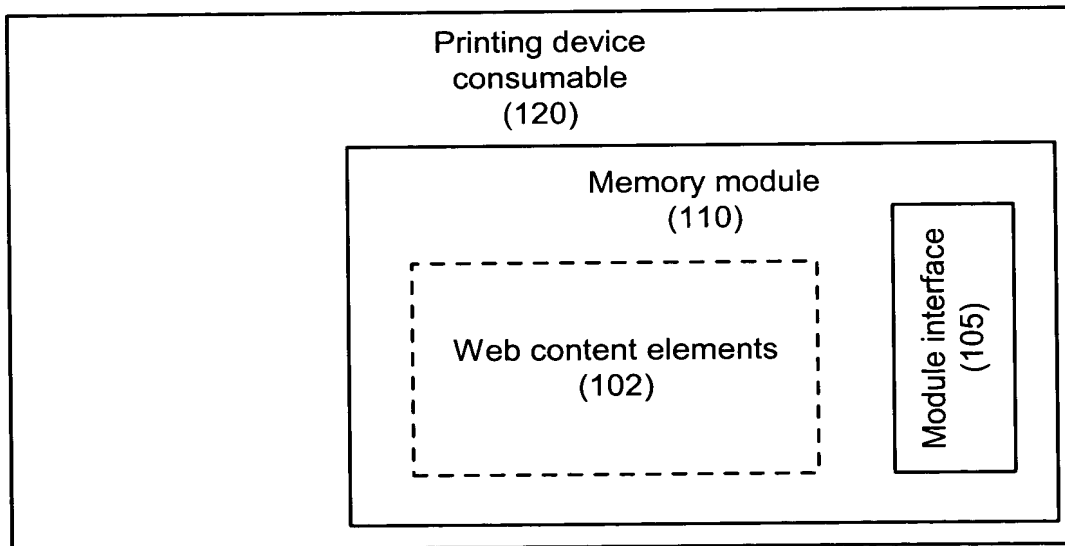 Printing device
consumable
(120)
Memory module
(110)
Web content elements
(102)
Module interface
(105)